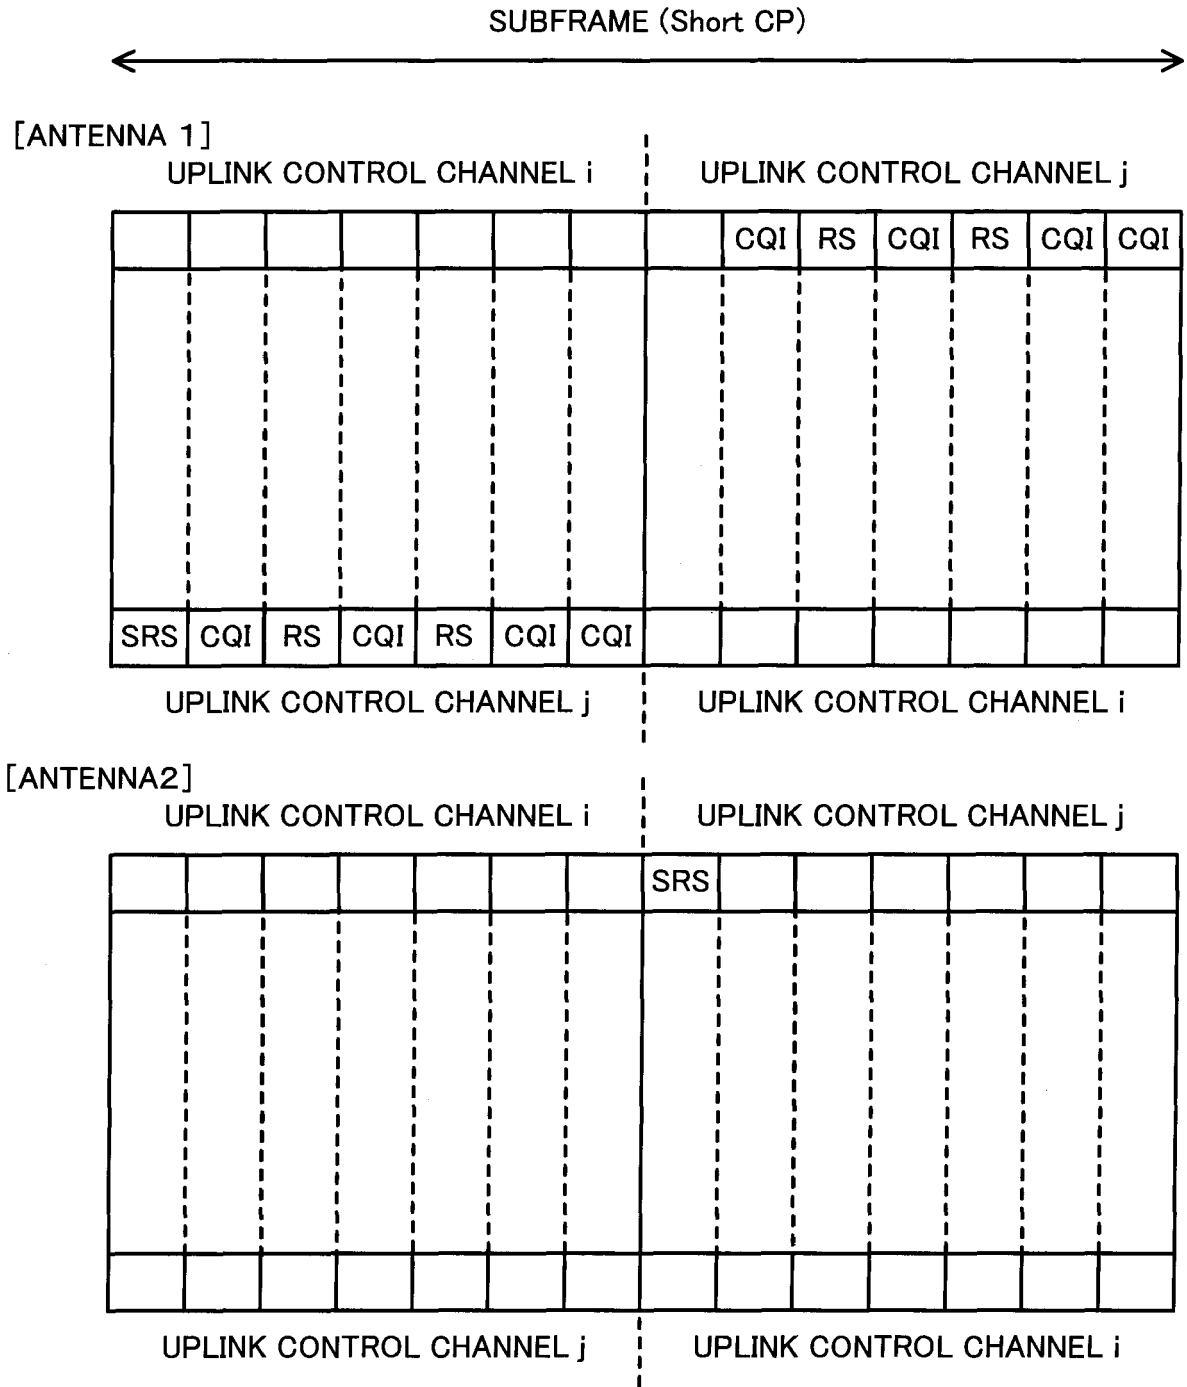 SUBFRAME (Short CP)
[ANTENNA 1]
UPLINK CONTROL CHANNEL i UPLINK CONTROL CHANNEL j
CQI RS CQI RS CQI CQI
SRS CQI RS CQI RS CQI CQI
UPLINK CONTROL CHANNEL j UPLINK CONTROL CHANNEL i
[ANTENNA2]
UPLINK CONTROL CHANNEL i UPLINK CONTROL CHANNEL j
SRS
UPLINK CONTROL CHANNEL j UPLINK CONTROL CHANNEL i